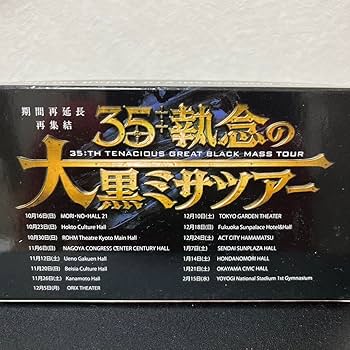 期間再延長
再集結
35++執念の
35++TH TENACIOUS GREAT BLACK MASS TOUR
大黒ミサツアー
10月16日(日) MORI・NO・HALL 21
10月23日(日) Hokto Culture Hall
10月30日(日) ROHM Theatre Kyoto Main Hall
11月6日(日) NAGOYA CONGRESS CENTER CENTURY HALL
11月12日(土) Ueno Gakuen Hall
11月20日(日) Beisia Culture Hall
11月26日(土) Kanamoto Hall
12月5日(月) ORIX THEATER
12月10日(土) TOKYO GARDEN THEATER
12月18日(日) Fukuoka Sunpalace Hotel&Hall
12月24日(土) ACT CITY HAMAMATSU
1月7日(土) SENDAI SUNPLAZA HALL
1月14日(土) HONDANOMORI HALL
1月21日(土) OKAYAMA CIVIC HALL
2月15日(水) YOYOGI National Stadium 1st Gymnasium